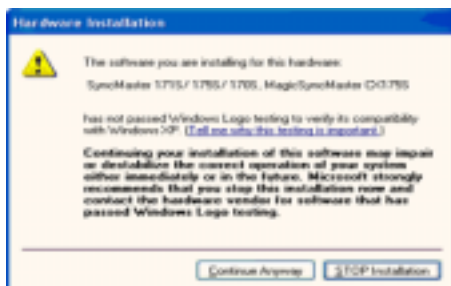 Hardware Installation
The software you are installing for this hardware:
SyncMaster 171S/ 175S/ 170S, MagicSyncMaster CX175S
has not passed Windows Logo testing to verify its compatibility
with Windows XP. (Tell me why this testing is important.)
Continuing your installation of this software may impair
or destabilize the correct operation of your system
either immediately or in the future. Microsoft strongly
recommends that you stop this installation now and
contact the hardware vendor for software that has
passed Windows Logo testing.
Continue Anyway
STOP Installation